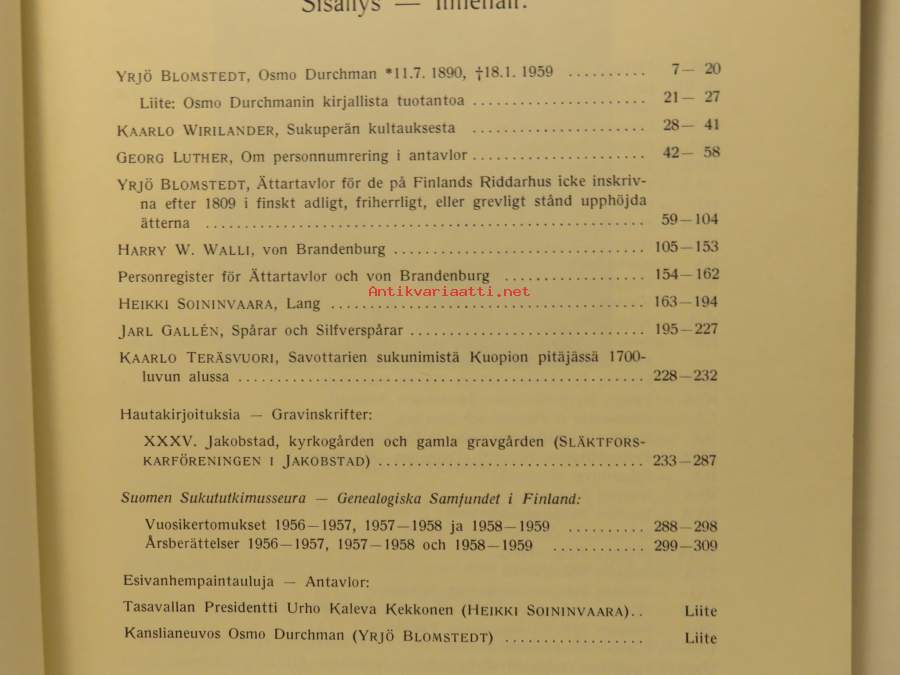 Sisällys — Innehåll:
YRJÖ BLOMSTEDT, Osmo Durchman *11.7. 1890, †18.1. 1959 .......... 7— 20
Liite: Osmo Durchmanin kirjallista tuotantoa ...................... 21— 27
KAARLO WIRILANDER, Sukuperän kultauksesta ...................... 28— 41
GEORG LUTHER, Om personnumrering i antavlor ...................... 42— 58
YRJÖ BLOMSTEDT, Ättartavlor för de på Finlands Riddarhus icke inskriv-
na efter 1809 i finskt adligt, friherrligt, eller grevligt stånd upphöjda
ätterna ........................................................ 59—104
HARRY W. WALLI, von Brandenburg ................................ 105—153
Personregister för Ättartavlor och von Brandenburg .................. 154—162
Antikvariaatti.net
HEIKKI SOININVAARA, Lang ........................................ 163—194
JARL GALLÉN, Spårar och Silfverspårar .............................. 195—227
KAARLO TERÄSVUORI, Savottarien sukunimistä Kuopion pitäjässä 1700-
luvun alussa .................................................... 228—232
Hautakirjoituksia — Gravinskrifter:
XXXV. Jakobstad, kyrkogården och gamla gravgården (SLÄKTFORS-
KARFÖRENINGEN I JAKOBSTAD) .................................. 233—287
Suomen Sukututkimusseura — Genealogiska Samfundet i Finland:
Vuosikertomukset 1956—1957, 1957—1958 ja 1958—1959 .......... 288—298
Årsberättelser 1956—1957, 1957—1958 och 1958—1959 ............ 299—309
Esivanhempaintauluja — Antavlor:
Tasavallan Presidentti Urho Kaleva Kekkonen (HEIKKI SOININVAARA).. Liite
Kanslianeuvos Osmo Durchman (YRJÖ BLOMSTEDT) .................. Liite